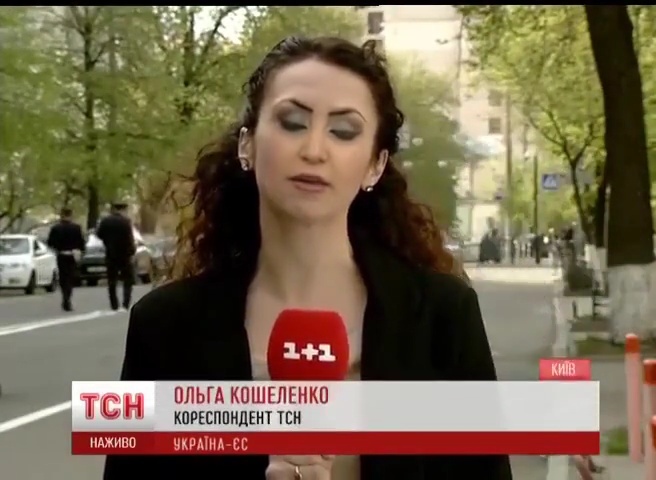 1+1
КИЇВ
ТСН
ОЛЬГА КОШЕЛЕНКО
КОРЕСПОНДЕНТ ТСН
НАЖИВО
УКРАЇНА-ЄС